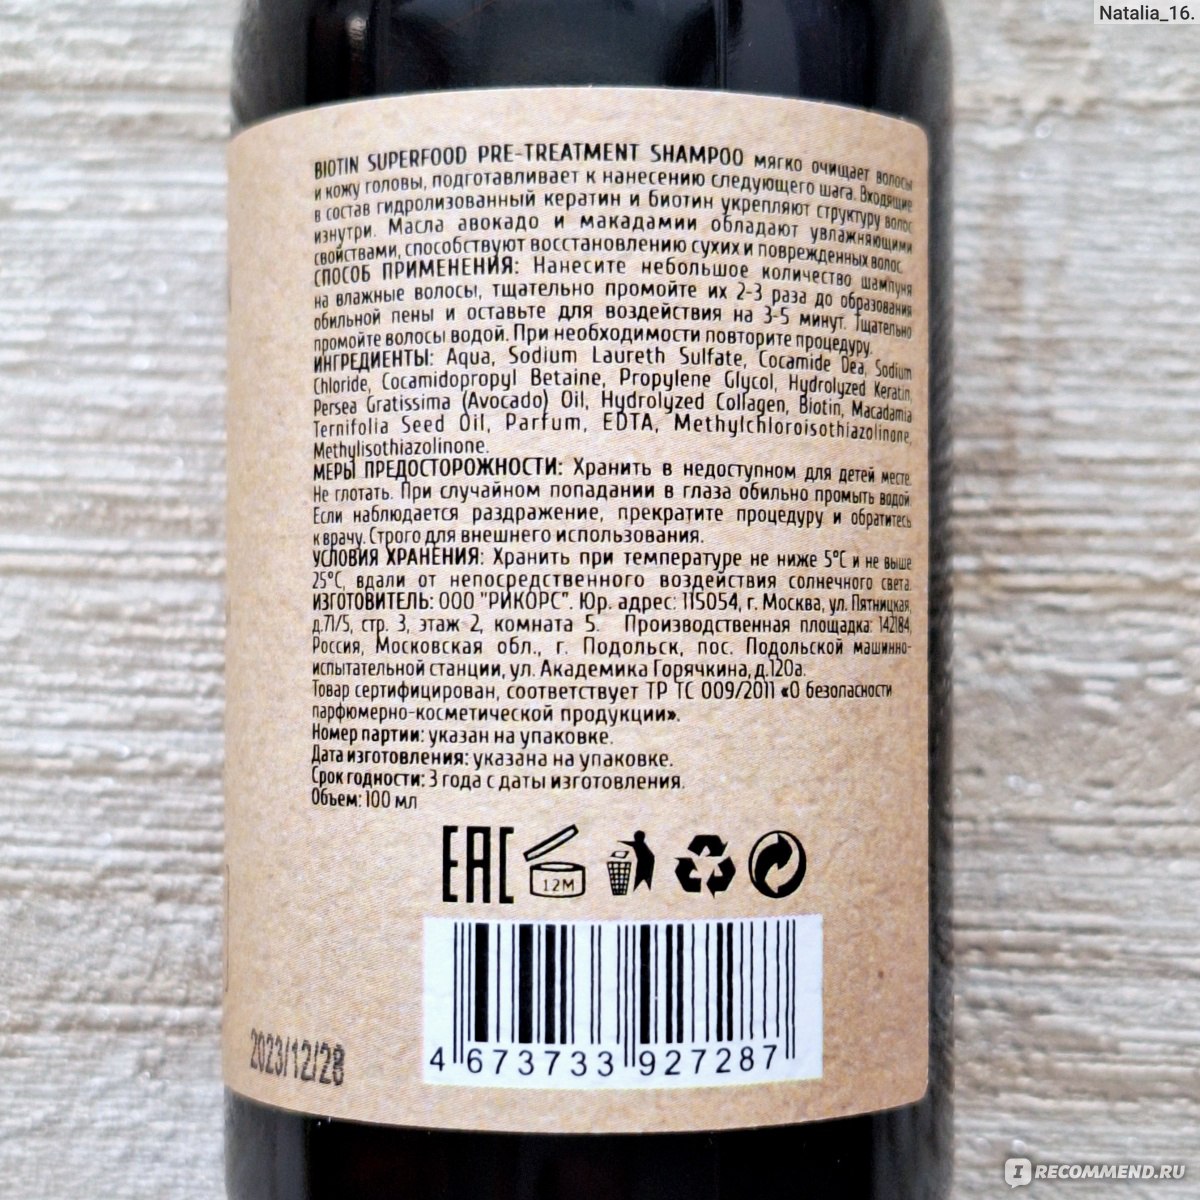 Natalia_16.
BIOTIN SUPERFOOD PRE-TREATMENT SHAMPOO мягко очищает волосы
и кожу головы, подготавливает к нанесению следующего шага. Входящие
в состав гидролизованный кератин и биотин укрепляют структуру волос
изнутри. Масла авокадо и макадамии обладают увлажняющими
свойствами, способствуют восстановлению сухих и поврежденных волос.
СПОСОБ ПРИМЕНЕНИЯ: Нанесите небольшое количество шампуня
на влажные волосы, тщательно промойте их 2-3 раза до образования
обильной пены и оставьте для воздействия на 3-5 минут. Тщательно
промойте волосы водой. При необходимости повторите процедуру.
ИНГРЕДИЕНТЫ: Aqua, Sodium Laureth Sulfate, Cocamide Dea, Sodium
Chloride, Cocamidopropyl Betaine, Propylene Glycol, Hydrolyzed Keratin,
Persea Gratissima (Avocado) Oil, Hydrolyzed Collagen, Biotin, Macadamia
Ternifolia Seed Oil, Parfum, EDTA, Methylchloroisothiazolinone,
Methylisothiazolinone.
МЕРЫ ПРЕДОСТОРОЖНОСТИ: Хранить в недоступном для детей месте.
Не глотать. При случайном попадании в глаза обильно промыть водой.
Если наблюдается раздражение, прекратите процедуру и обратитесь
к врачу. Строго для внешнего использования.
УСЛОВИЯ ХРАНЕНИЯ: Хранить при температуре не ниже 5°С и не выше
25°С, вдали от непосредственного воздействия солнечного света.
ИЗГОТОВИТЕЛЬ: ООО "РИКОРС". Юр. адрес: 115054, г. Москва, ул. Пятницкая,
д.71/5, стр. 3, этаж 2, комната 5. Производственная площадка: 142184,
Россия, Московская обл., г. Подольск, пос. Подольской машинно-
испытательной станции, ул. Академика Горячкина, д.120а.
Товар сертифицирован, соответствует ТР ТС 009/2011 «О безопасности
парфюмерно-косметической продукции».
Номер партии: указан на упаковке.
Дата изготовления: указана на упаковке.
Срок годности: 3 года с даты изготовления.
Объем: 100 мл
EAC 12M
2023/12/28
4 673733 927287
IRECOMMEND.RU